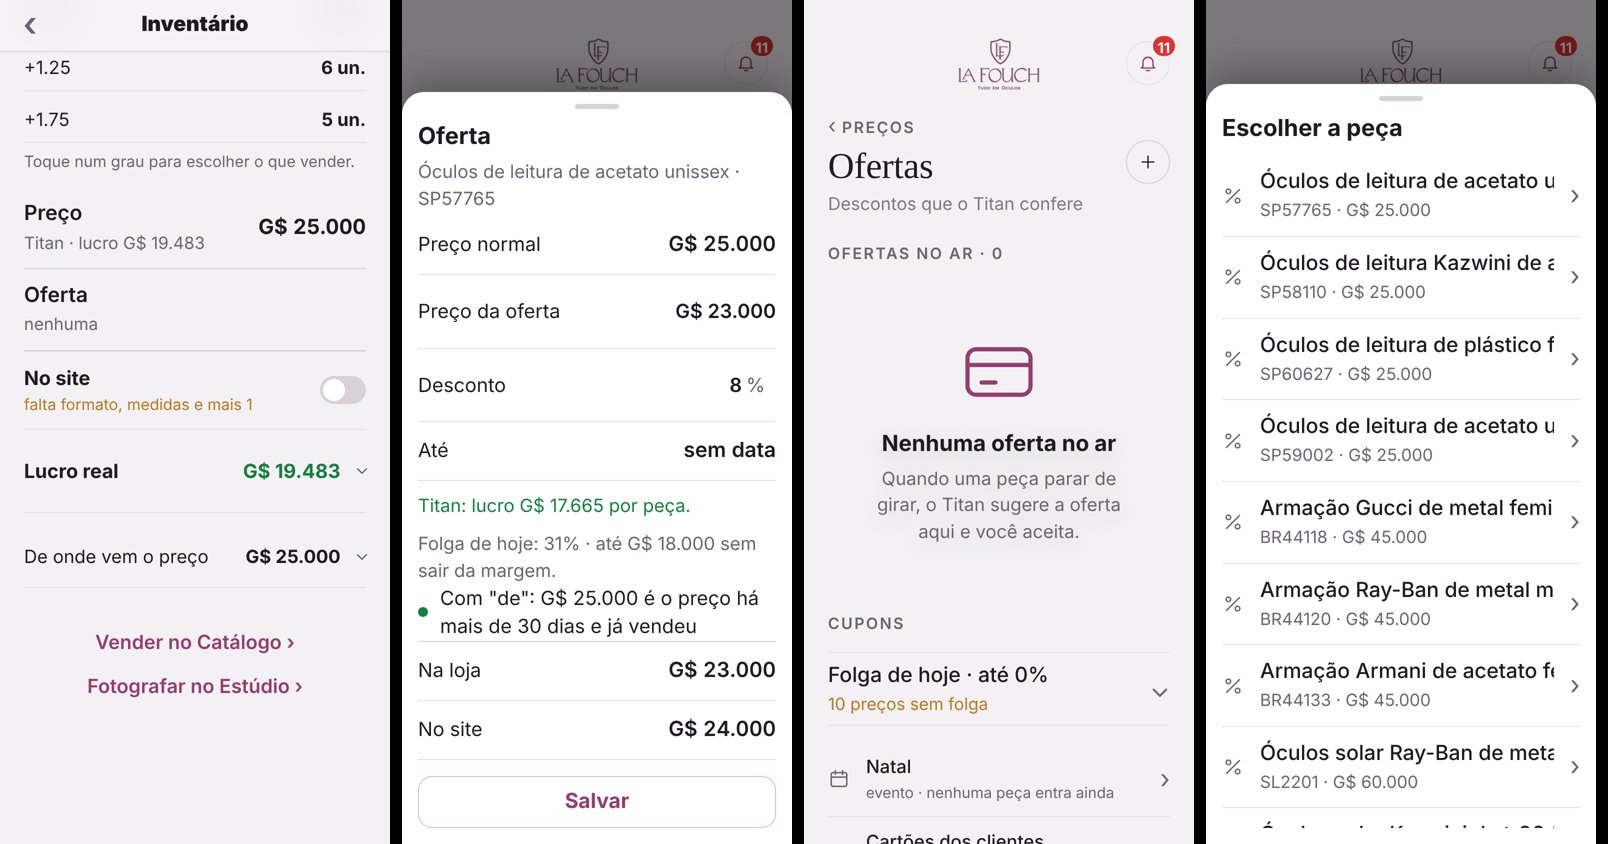 Inventário
+1.25 6 un.
+1.75 5 un.
Toque num grau para escolher o que vender.
Preço
G$ 25.000
Titan · lucro G$ 19.483
Oferta
nenhuma
No site
falta formato, medidas e mais 1
Lucro real G$ 19.483
De onde vem o preço G$ 25.000
Vender no Catálogo ›
Fotografar no Estúdio ›
LA FOUCH
11
Oferta
Óculos de leitura de acetato unissex ·
SP57765
Preço normal G$ 25.000
Preço da oferta G$ 23.000
Desconto 8 %
Até sem data
Titan: lucro G$ 17.665 por peça.
Folga de hoje: 31% · até G$ 18.000 sem
sair da margem.
Com "de": G$ 25.000 é o preço há
mais de 30 dias e já vendeu
Na loja G$ 23.000
No site G$ 24.000
Salvar
LF
LA FOUCH
TUDO EM ÓCULOS
11
‹ PREÇOS
Ofertas
Descontos que o Titan confere
OFERTAS NO AR · 0
Nenhuma oferta no ar
Quando uma peça parar de
girar, o Titan sugere a oferta
aqui e você aceita.
CUPONS
Folga de hoje · até 0%
10 preços sem folga
Natal
evento · nenhuma peça entra ainda
Cartões dos clientes
LA FOUCH
11
Escolher a peça
% Óculos de leitura de acetato u
SP57765 · G$ 25.000
% Óculos de leitura Kazwini de a
SP58110 · G$ 25.000
% Óculos de leitura de plástico f
SP60627 · G$ 25.000
% Óculos de leitura de acetato u
SP59002 · G$ 25.000
% Armação Gucci de metal femi
BR44118 · G$ 45.000
% Armação Ray-Ban de metal m
BR44120 · G$ 45.000
% Armação Armani de acetato fe
BR44133 · G$ 45.000
% Óculos solar Ray-Ban de meta
SL2201 · G$ 60.000